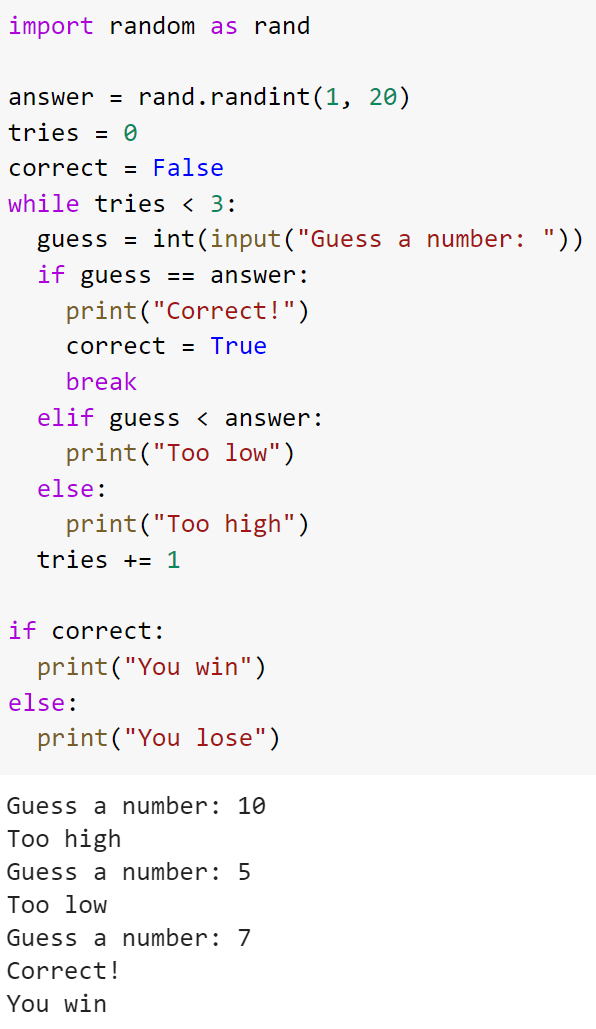 import random as rand

answer = rand.randint(1, 20)
tries = 0
correct = False
while tries < 3:
  guess = int(input("Guess a number: "))
  if guess == answer:
    print("Correct!")
    correct = True
    break
  elif guess < answer:
    print("Too low")
  else:
    print("Too high")
  tries += 1

if correct:
  print("You win")
else:
  print("You lose")

Guess a number: 10
Too high
Guess a number: 5
Too low
Guess a number: 7
Correct!
You win